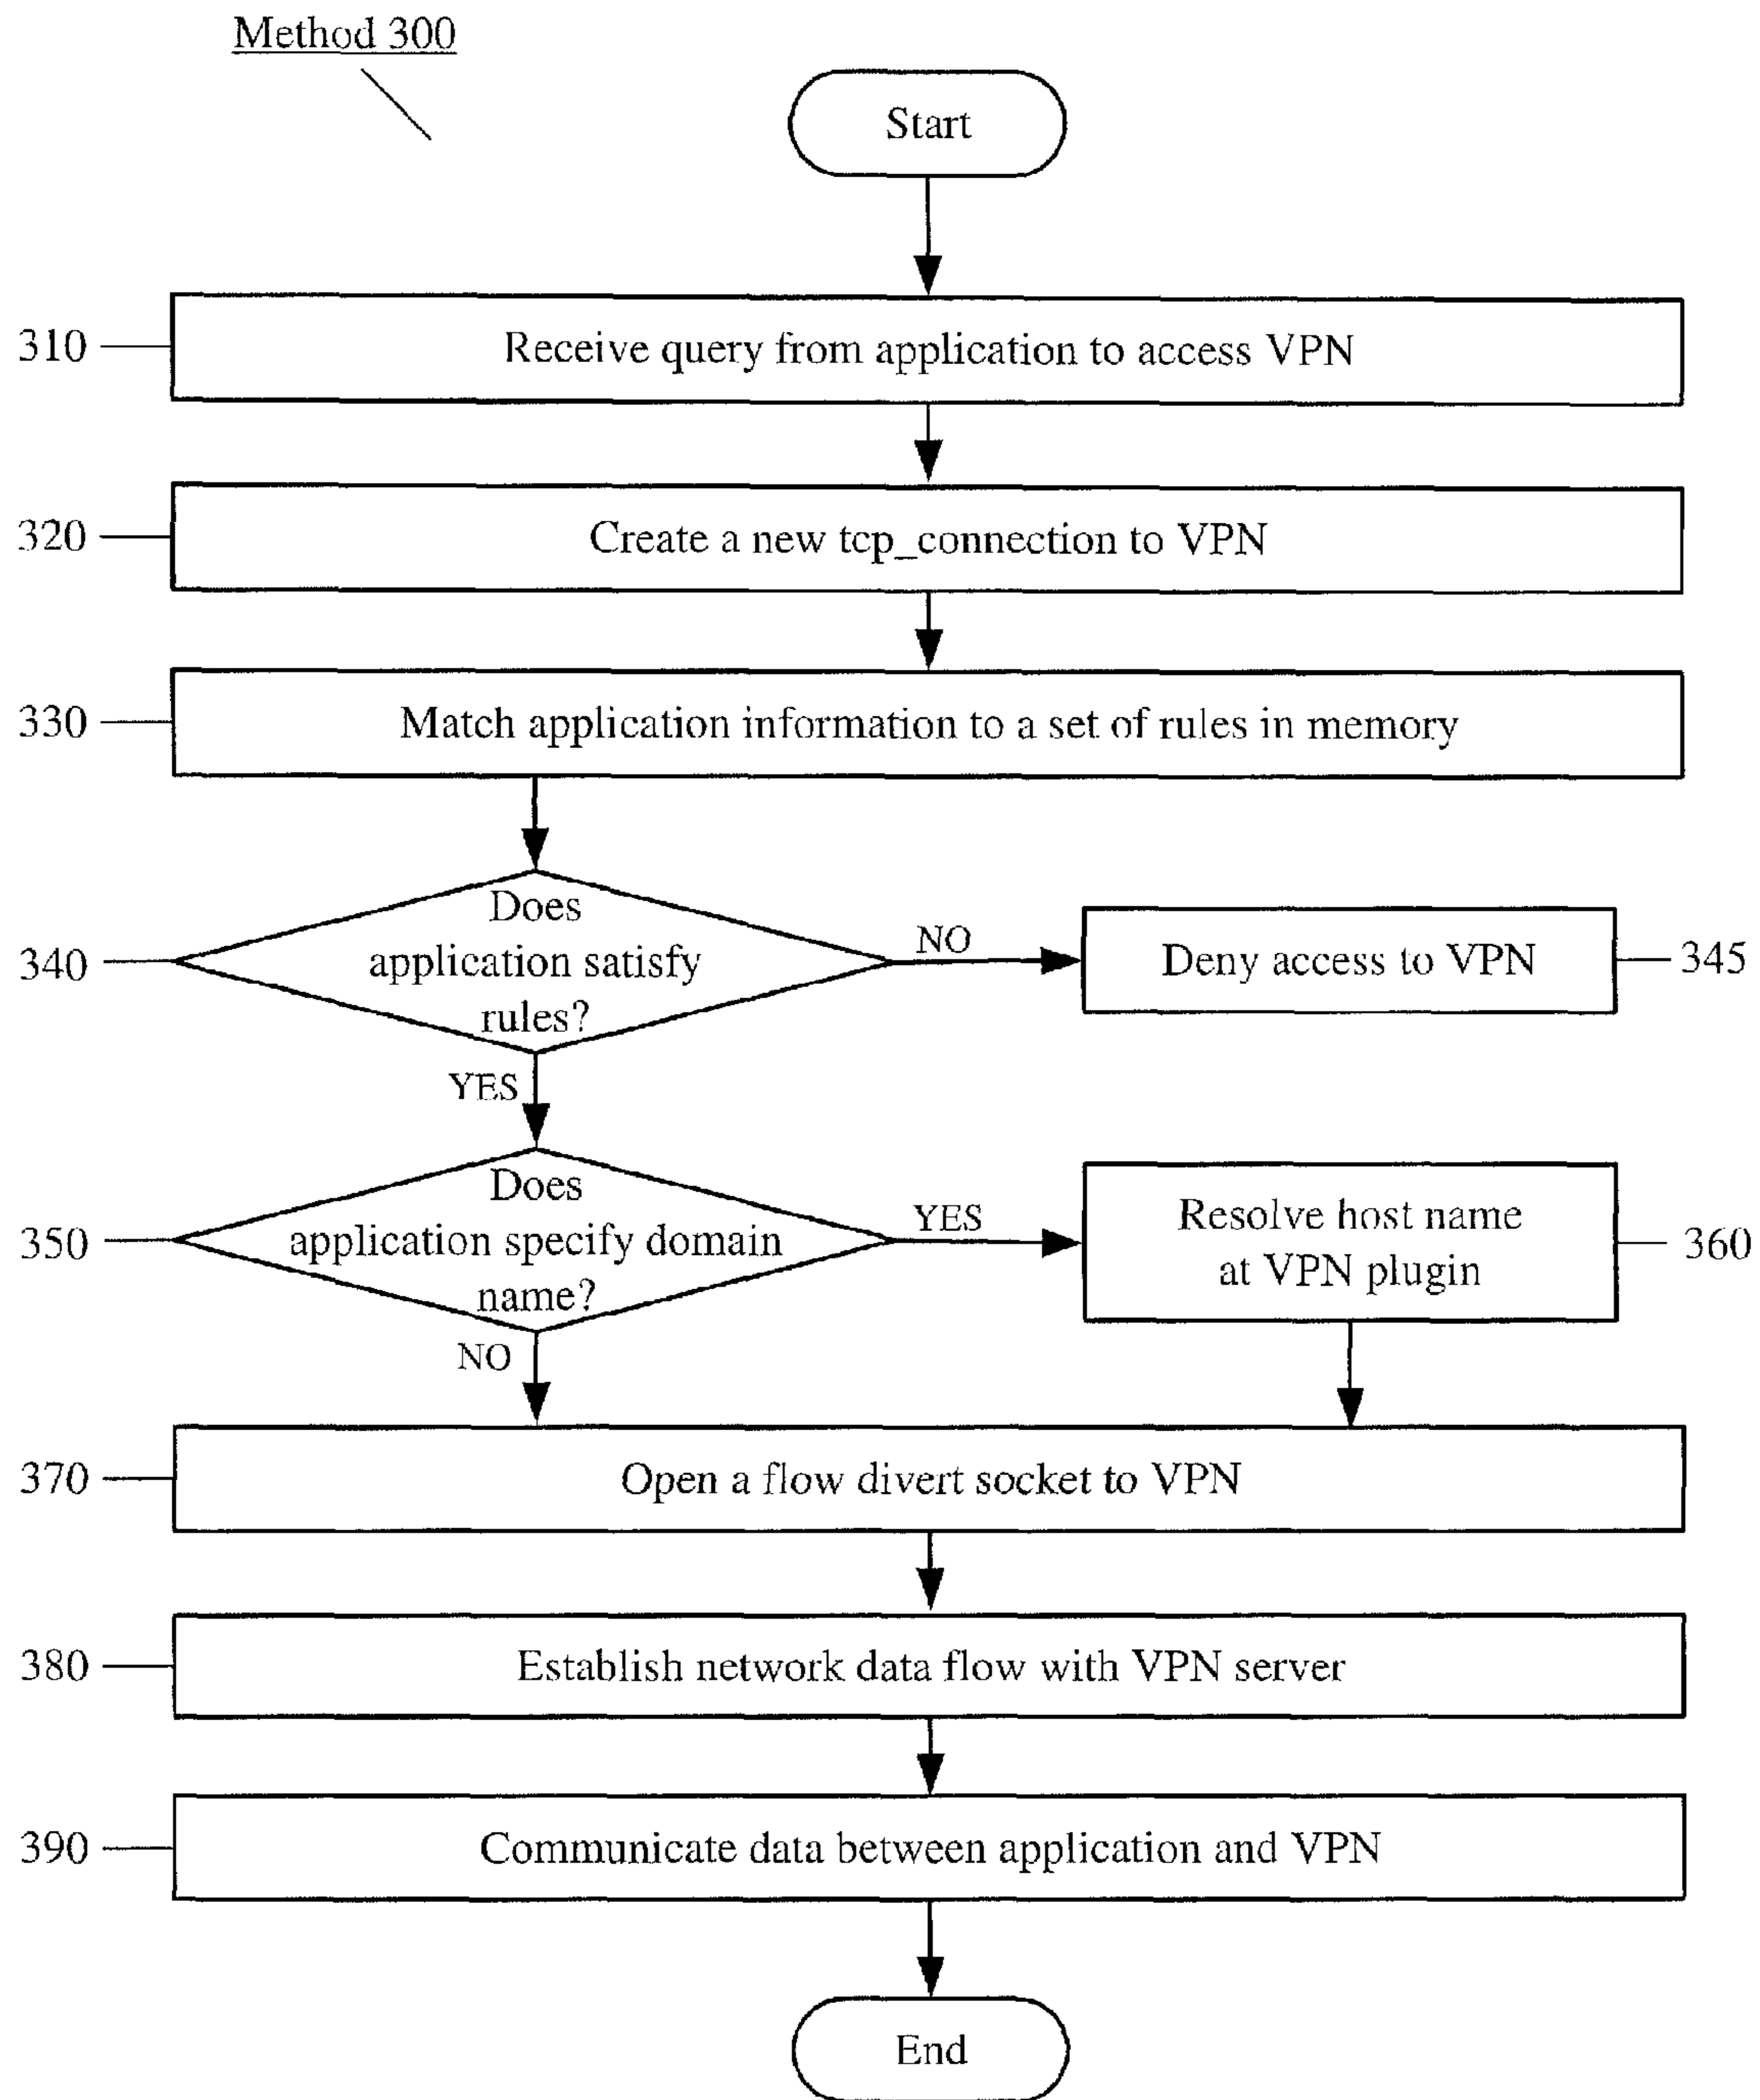 Method 300
Start
310
Receive query from application to access VPN
320
Create a new tcp_connection to VPN
330
Match application information to a set of rules in memory
340
Does
application satisfy
rules?
NO
Deny access to VPN
345
YES
350
Does
application specify domain
name?
YES
Resolve host name
at VPN plugin
360
NO
370
Open a flow divert socket to VPN
380
Establish network data flow with VPN server
390
Communicate data between application and VPN
End